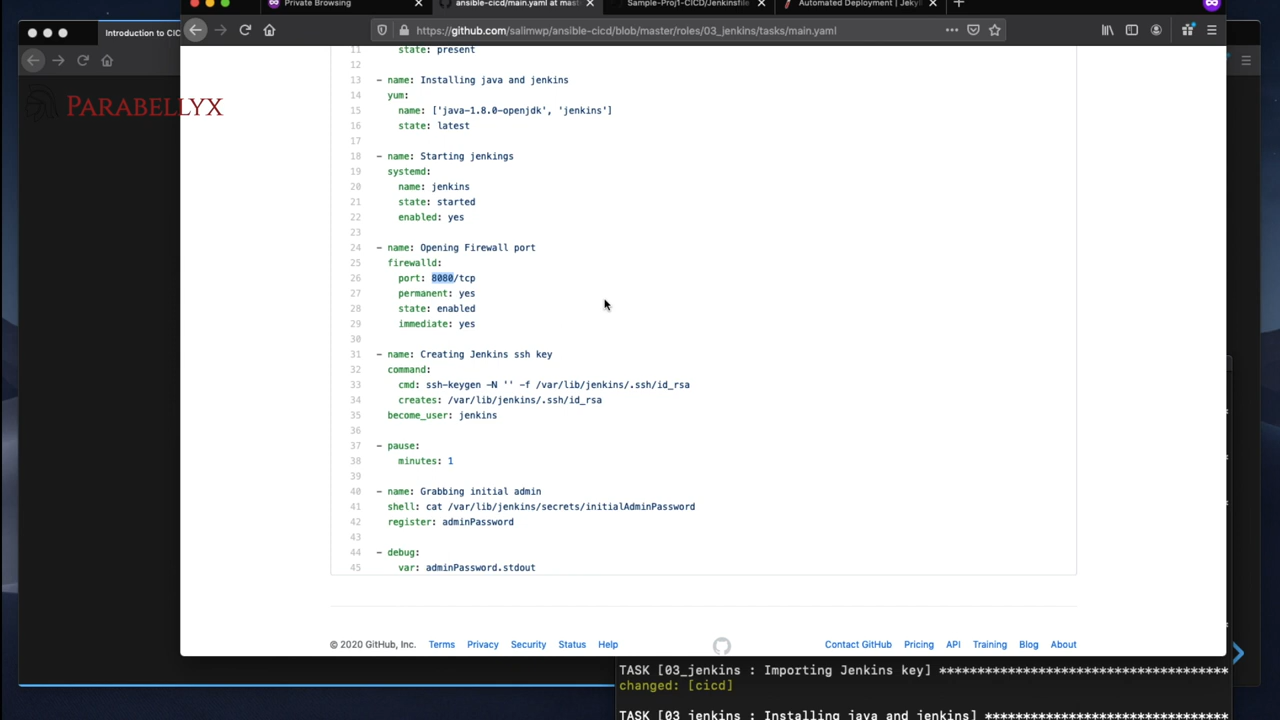 Private Browsing
ansible-cicd/main.yaml at mast
Sample-Proj1-CICD/Jenkinsfile
Automated Deployment | Jekyl
Introduction to CIC
https://github.com/salimwp/ansible-cicd/blob/master/roles/03_jenkins/tasks/main.yaml
PARABELLYX
11 state: present
12
13 - name: Installing java and jenkins
14 yum:
15 name: ['java-1.8.0-openjdk', 'jenkins']
16 state: latest
17
18 - name: Starting jenkings
19 systemd:
20 name: jenkins
21 state: started
22 enabled: yes
23
24 - name: Opening Firewall port
25 firewalld:
26 port: 8080/tcp
27 permanent: yes
28 state: enabled
29 immediate: yes
30
31 - name: Creating Jenkins ssh key
32 command:
33 cmd: ssh-keygen -N '' -f /var/lib/jenkins/.ssh/id_rsa
34 creates: /var/lib/jenkins/.ssh/id_rsa
35 become_user: jenkins
36
37 - pause:
38 minutes: 1
39
40 - name: Grabbing initial admin
41 shell: cat /var/lib/jenkins/secrets/initialAdminPassword
42 register: adminPassword
43
44 - debug:
45 var: adminPassword.stdout
© 2020 GitHub, Inc. Terms Privacy Security Status Help Contact GitHub Pricing API Training Blog About
TASK [03_jenkins : Importing Jenkins key] **************************************
changed: [cicd]
TASK [03_jenkins : Installing java and jenkins] ********************************